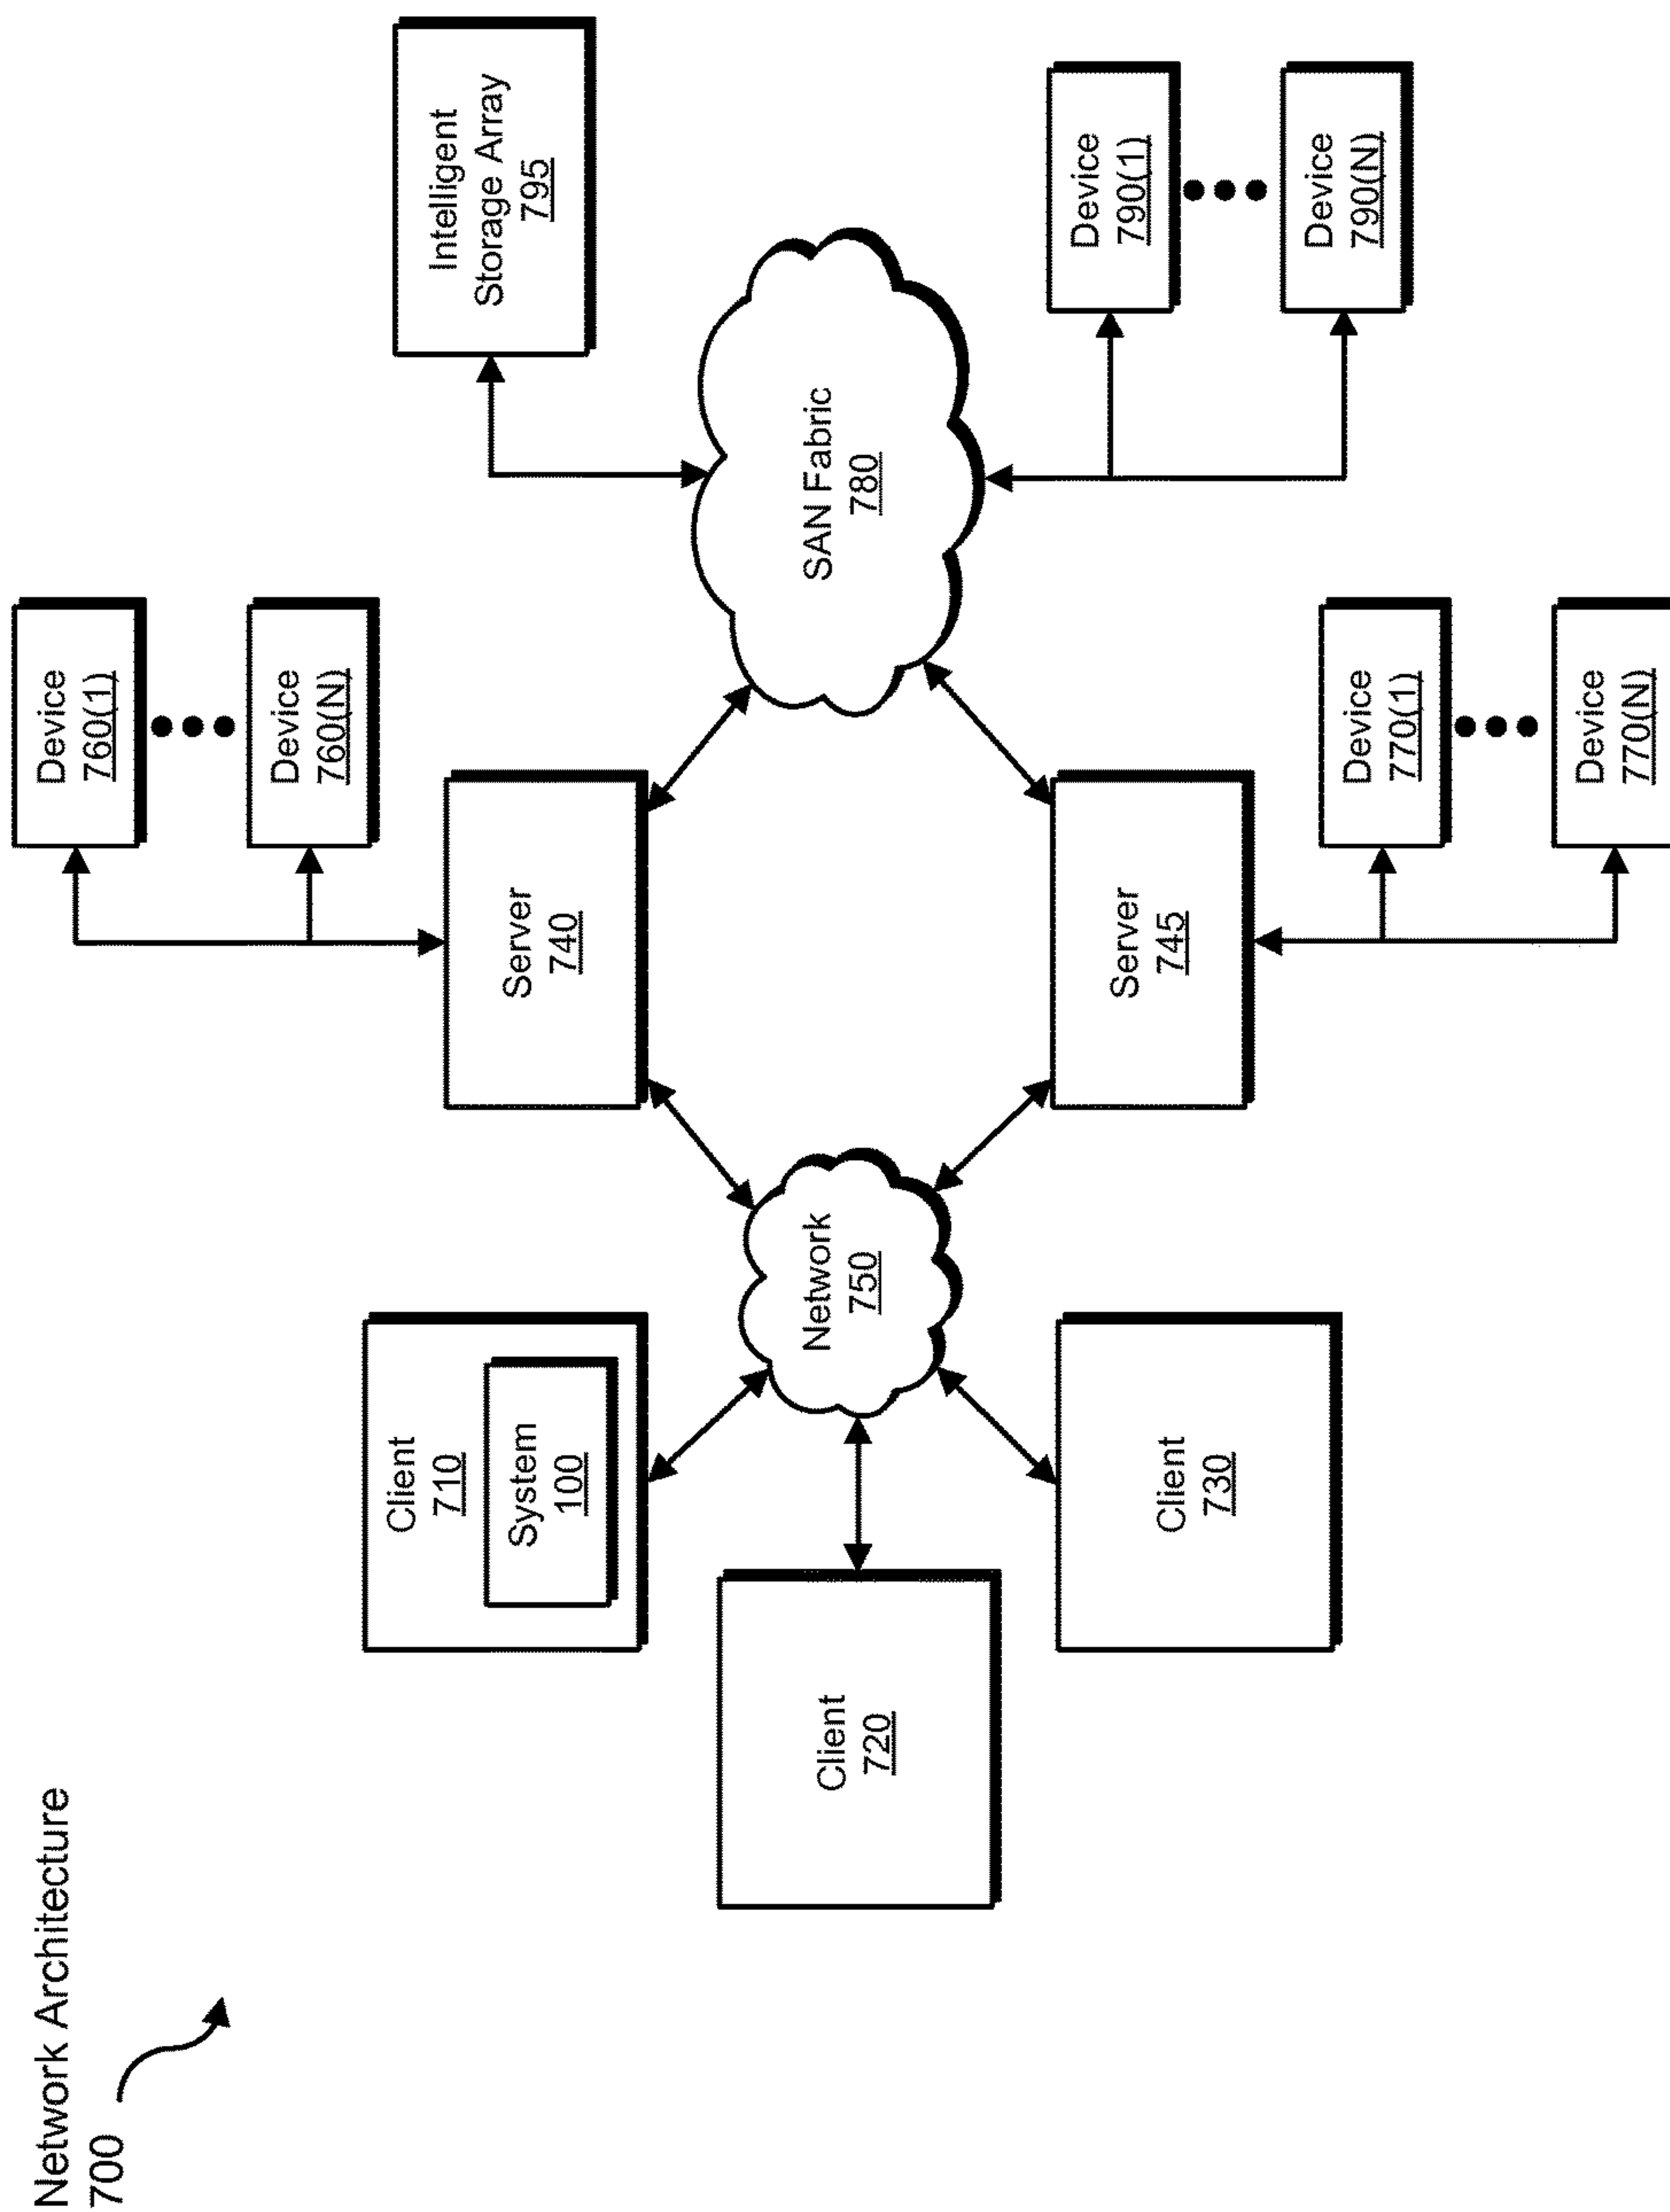 Network Architecture
700
Client
710
System
100
Client
720
Client
730
Network
750
Server
740
Server
745
Device
760(1)
Device
760(N)
Device
770(1)
Device
770(N)
SAN Fabric
780
Intelligent
Storage Array
795
Device
790(1)
Device
790(N)